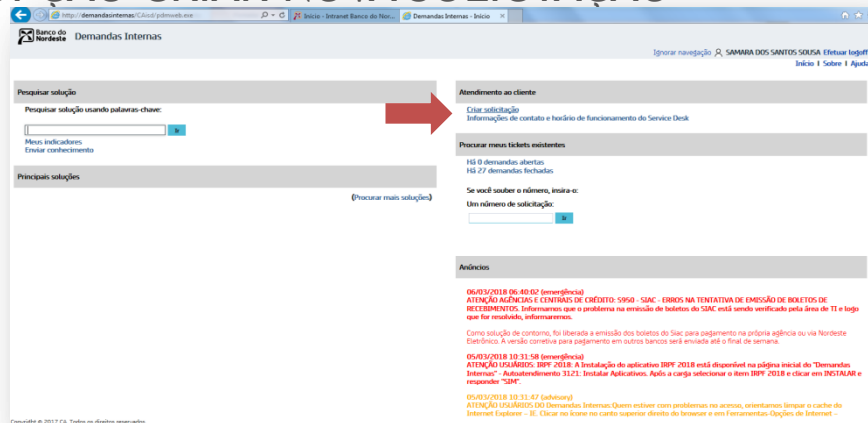 http://demandasinternas/CAisd/pdmweb.exe
Início - Intranet Banco do Nor...
Demandas Internas - Início
Banco do Nordeste
Demandas Internas
Ignorar navegação SAMARA DOS SANTOS SOUSA Efetuar logoff
Início | Sobre | Ajuda
Pesquisar solução
Pesquisar solução usando palavras-chave:
Ir
Meus indicadores
Enviar conhecimento
Principais soluções
(Procurar mais soluções)
Atendimento ao cliente
Criar solicitação
Informações de contato e horário de funcionamento do Service Desk
Procurar meus tickets existentes
Há 0 demandas abertas
Há 27 demandas fechadas
Se você souber o número, insira-o:
Um número de solicitação:
Ir
Anúncios
06/03/2018 06:40:02 (emergência)
ATENÇÃO AGÊNCIAS E CENTRAIS DE CRÉDITO: S950 - SIAC - ERROS NA TENTATIVA DE EMISSÃO DE BOLETOS DE
RECEBIMENTOS. Informamos que o problema na emissão de boletos do SIAC está sendo verificado pela área de TI e logo
que for resolvido, informaremos.
Como solução de contorno, foi liberada a emissão dos boletos do Siac para pagamento na própria agência ou via Nordeste
Eletrônico. A versão corretiva para pagamento em outros bancos será enviada até o final de semana.
05/03/2018 10:31:58 (emergência)
ATENÇÃO USUÁRIOS: IRPF 2018: A Instalação do aplicativo IRPF 2018 está disponível na página inicial do "Demandas
Internas" - Autoatendimento 3121: Instalar Aplicativos. Após a carga selecionar o item IRPF 2018 e clicar em INSTALAR e
responder "SIM".
05/03/2018 10:31:47 (advisory)
ATENÇÃO USUÁRIOS DO Demandas Internas:Quem estiver com problemas no acesso, orientamos limpar o cache do
Internet Explorer – IE. Clicar no ícone no canto superior direito do browser e em Ferramentas-Opções de Internet –
Copyright © 2017 CA. Todos os direitos reservados.